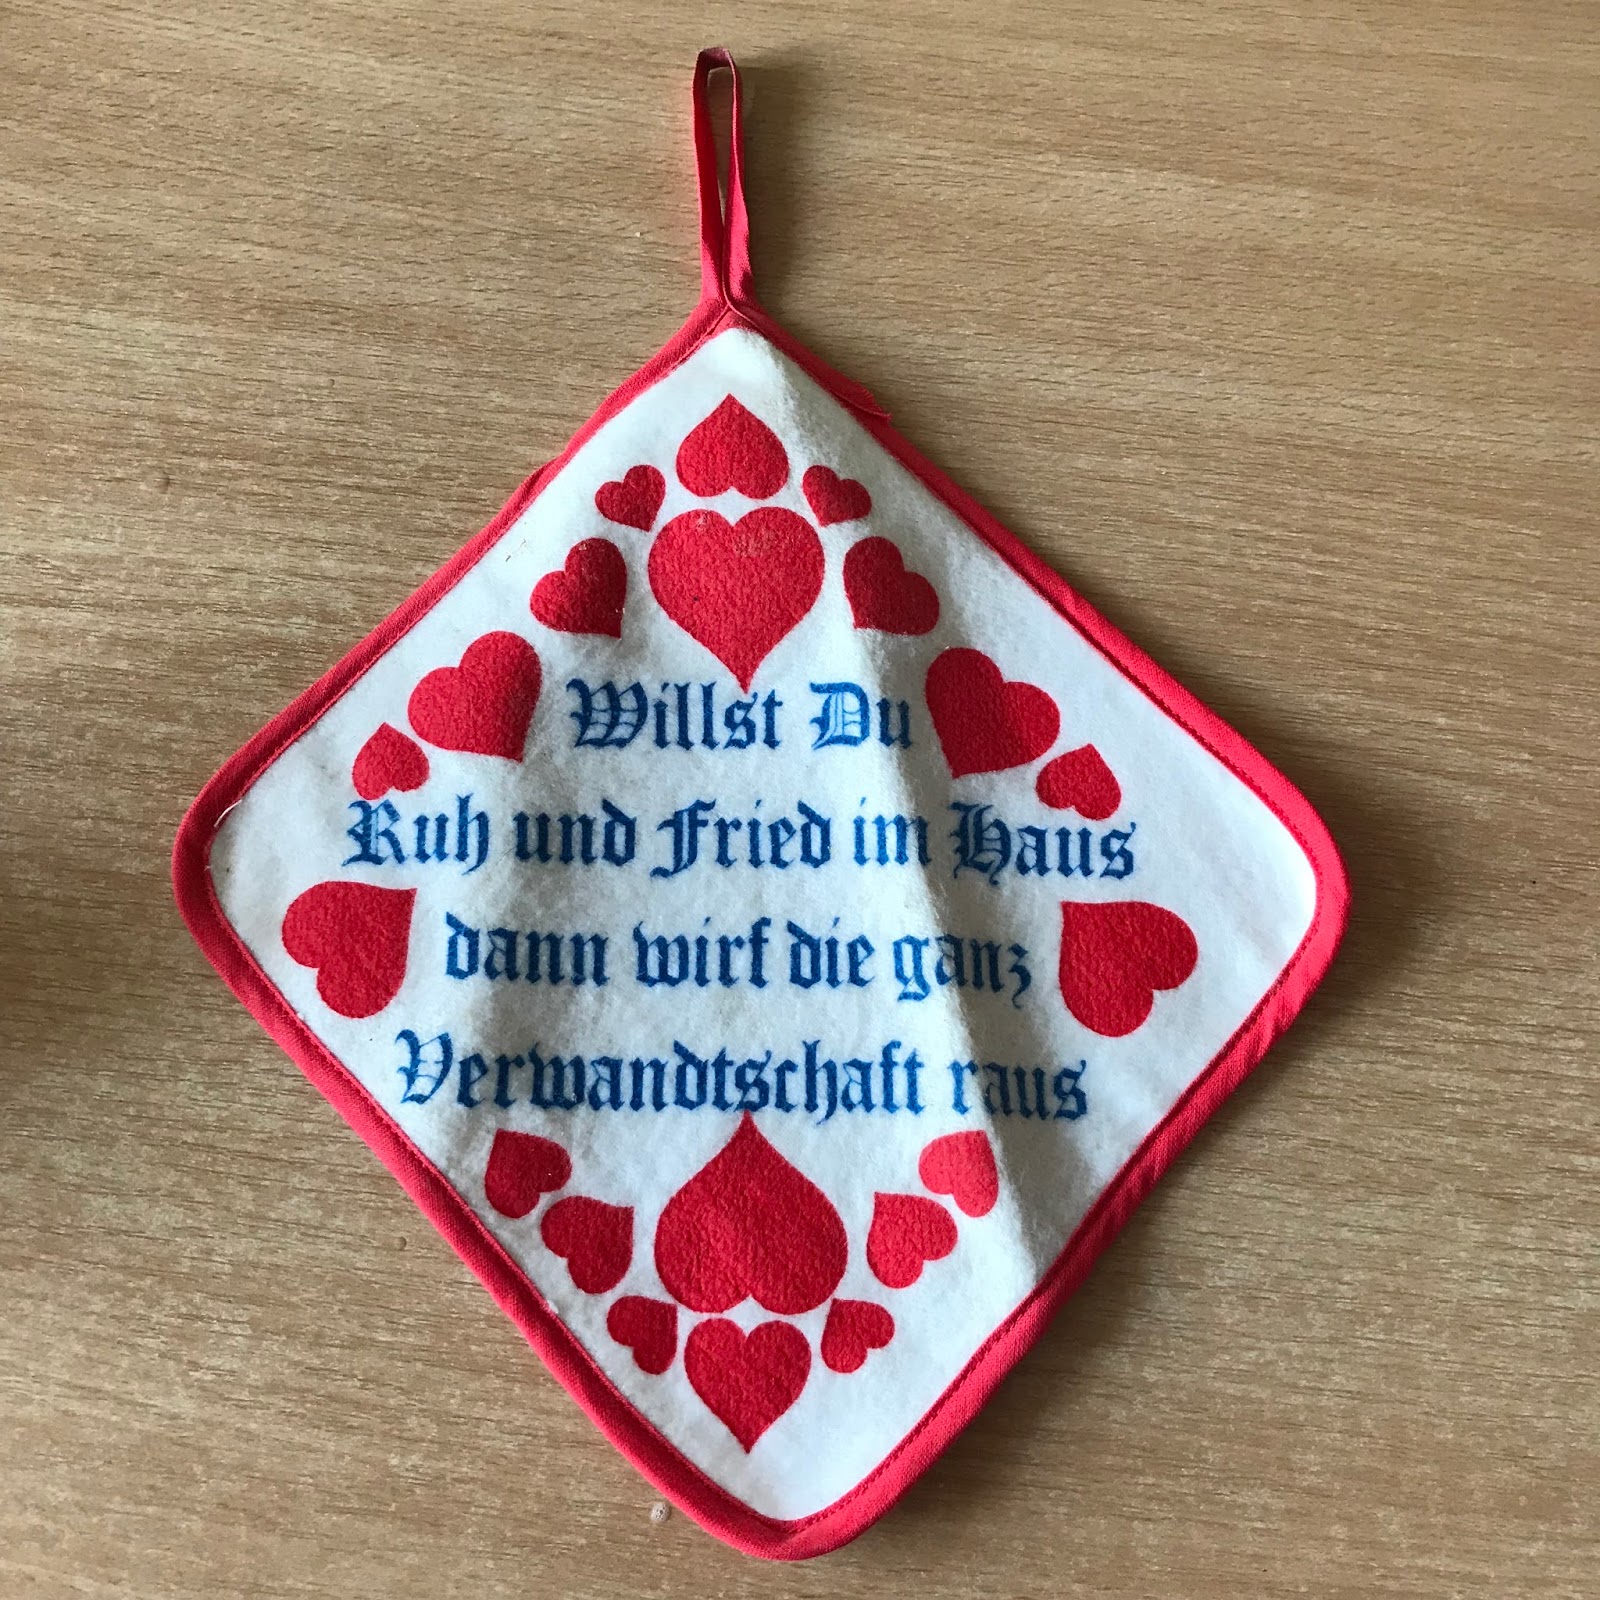 Willst Du
Ruh und Fried im Haus
dann wirf die ganz
Verwandtschaft raus